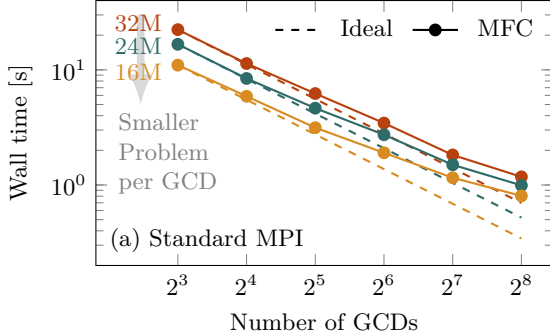 32M
24M
16M
Ideal
MFC
10^1
10^0
Wall time [s]
Smaller
Problem
per GCD
(a) Standard MPI
2^3 2^4 2^5 2^6 2^7 2^8
Number of GCDs